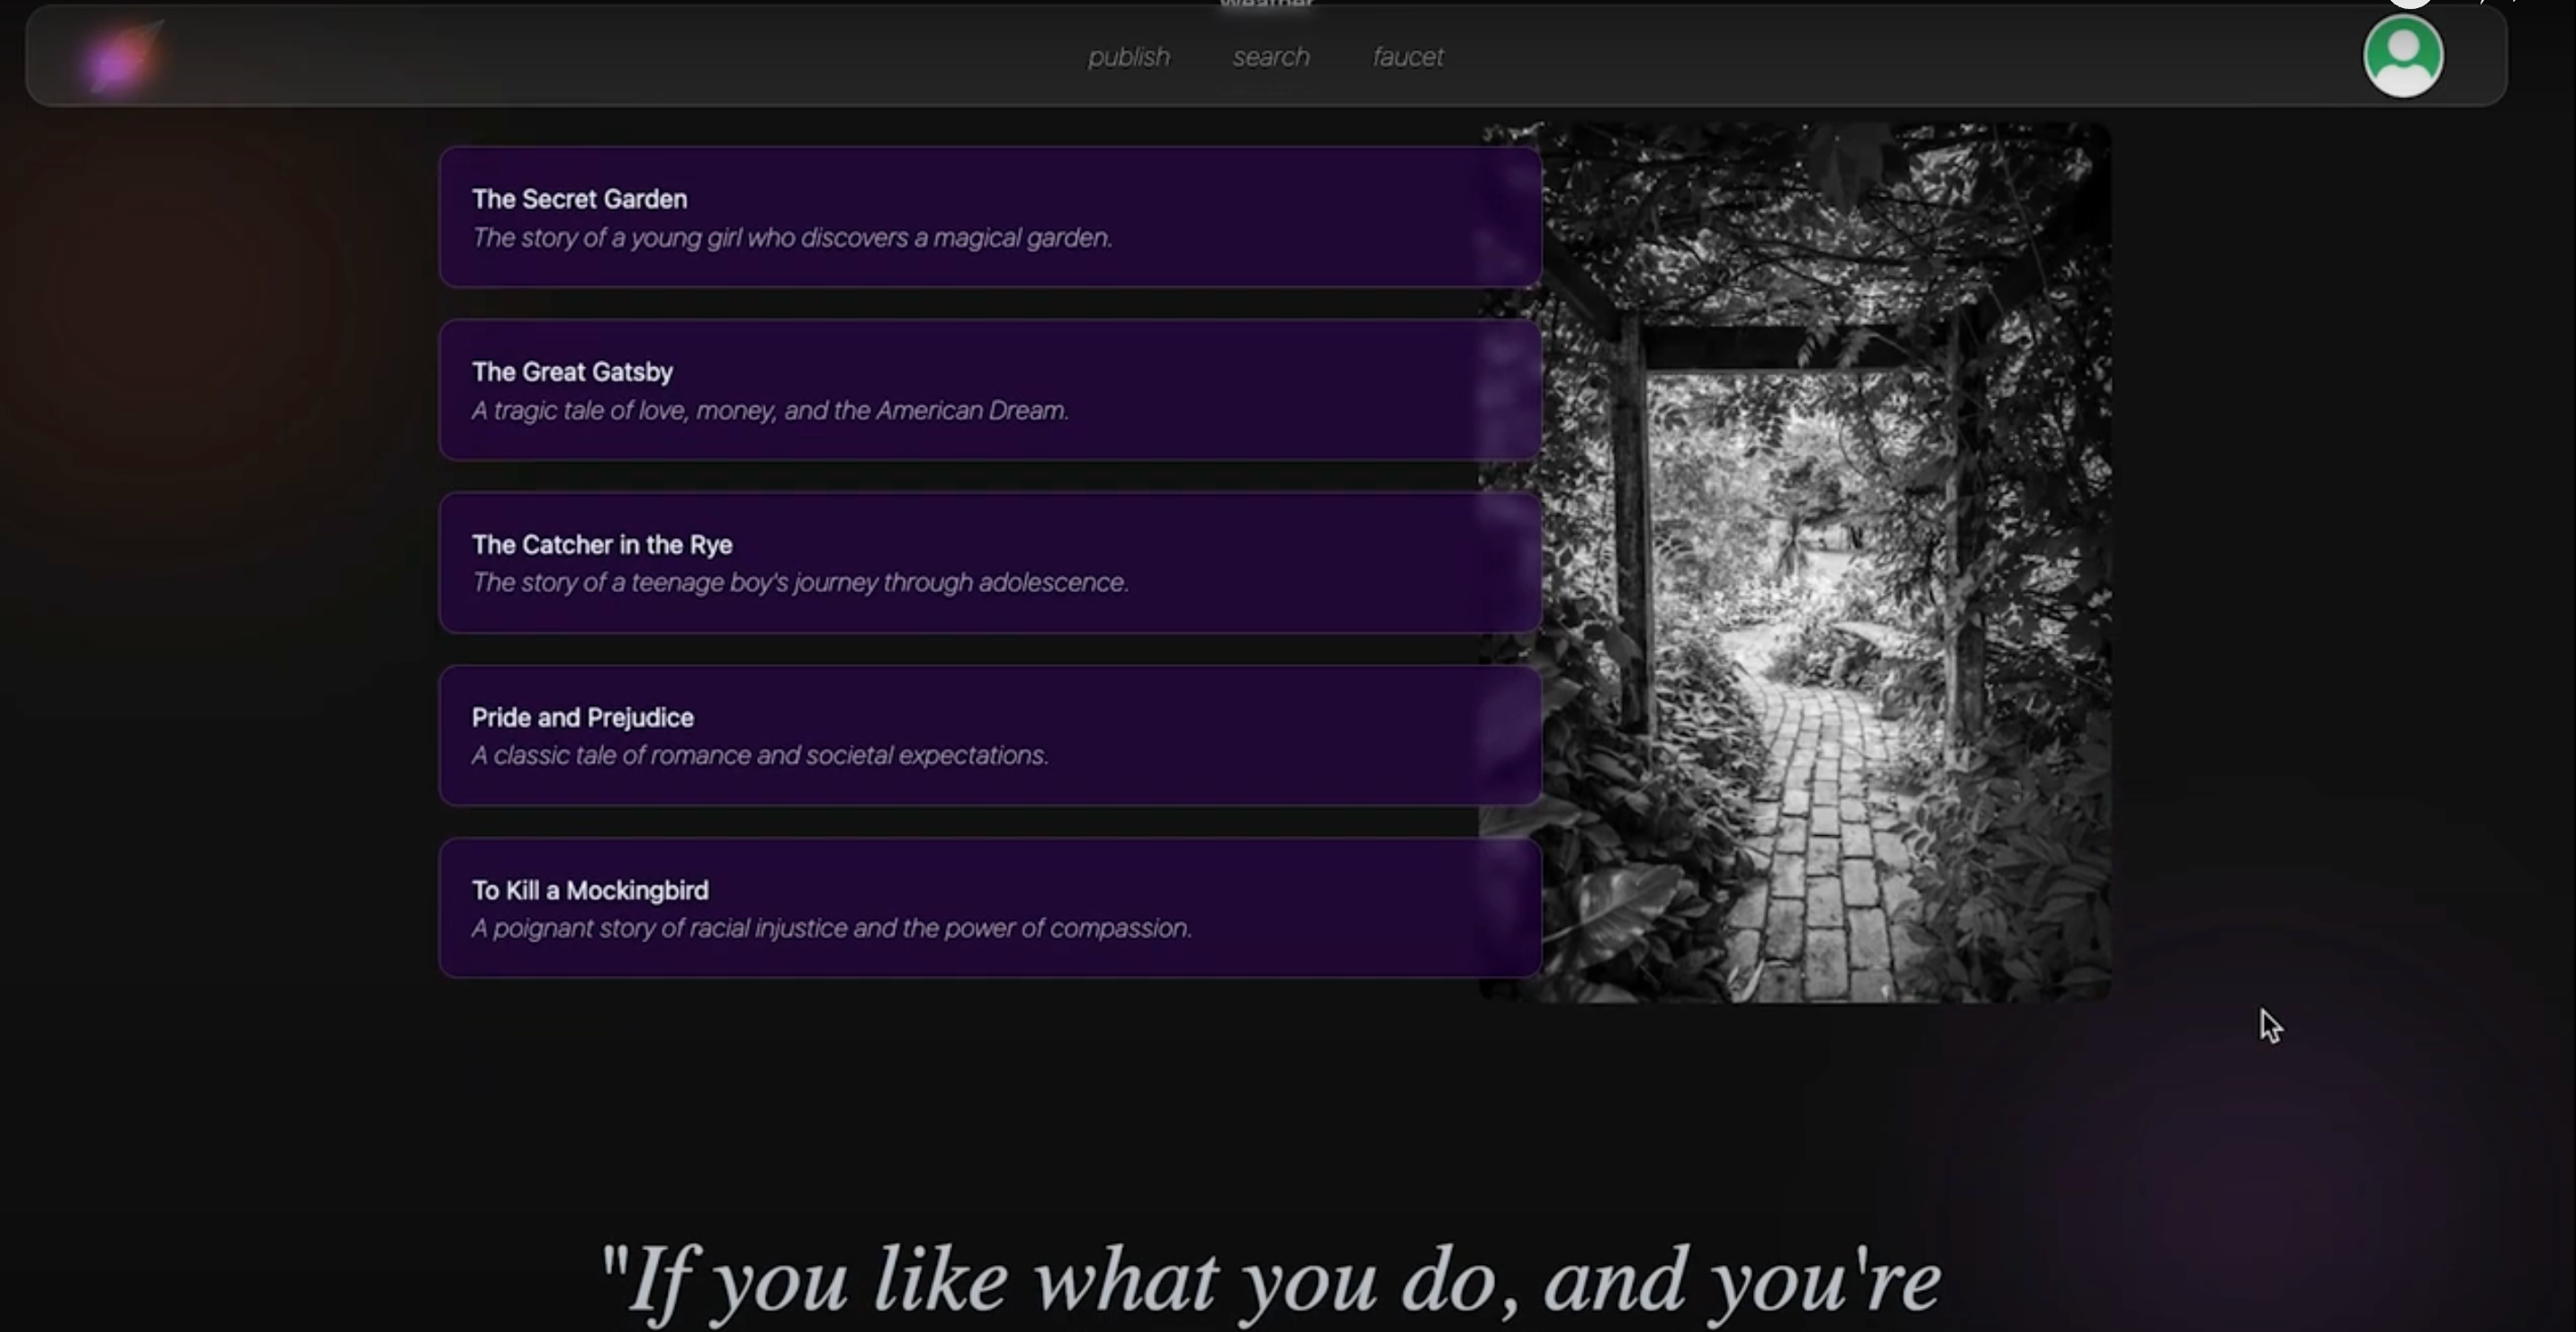 Weather
publish search faucet
The Secret Garden
The story of a young girl who discovers a magical garden.
The Great Gatsby
A tragic tale of love, money, and the American Dream.
The Catcher in the Rye
The story of a teenage boy's journey through adolescence.
Pride and Prejudice
A classic tale of romance and societal expectations.
To Kill a Mockingbird
A poignant story of racial injustice and the power of compassion.
"If you like what you do, and you're